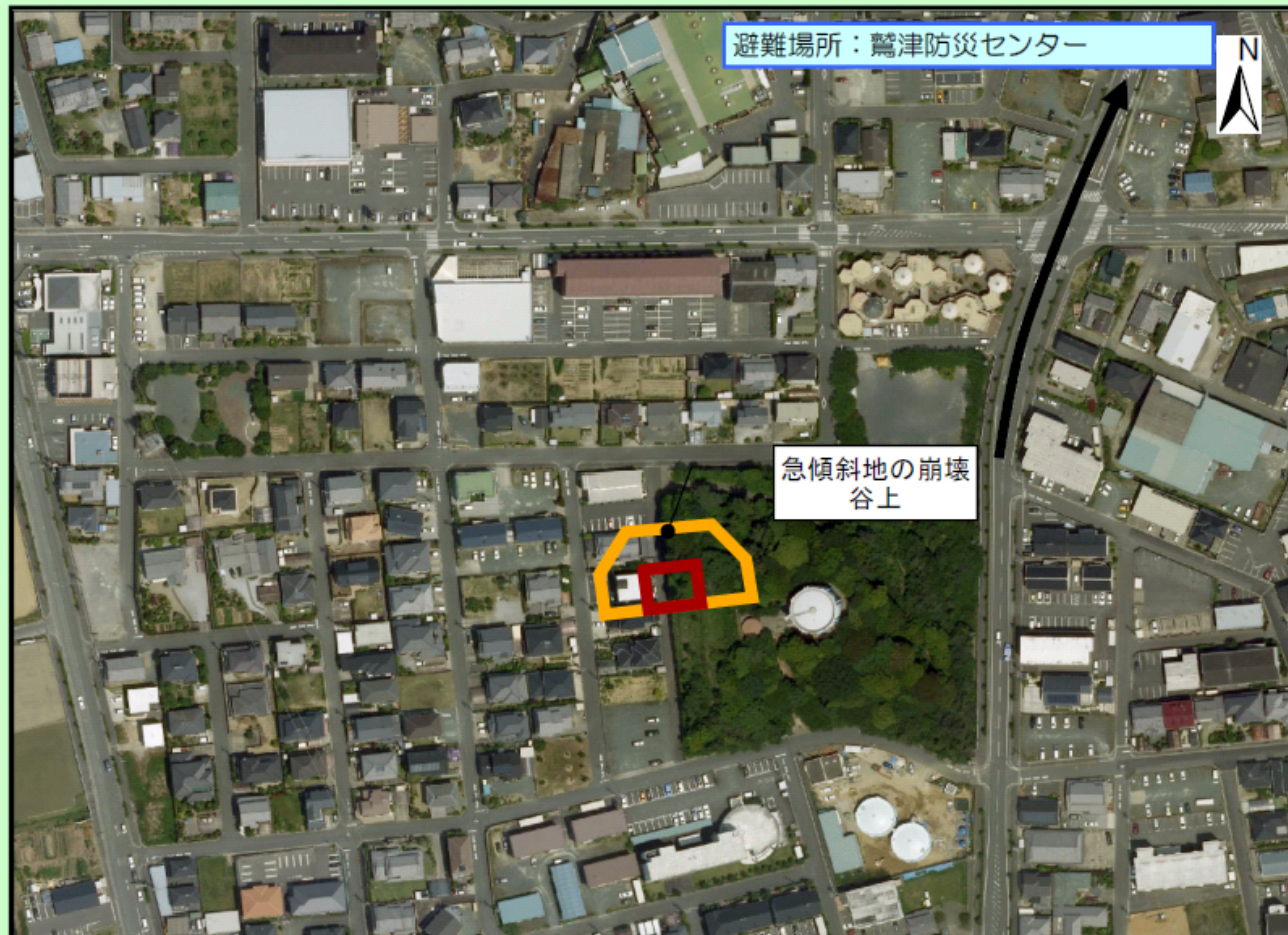 避難場所：鷲津防災センター
N
急傾斜地の崩壊
谷上